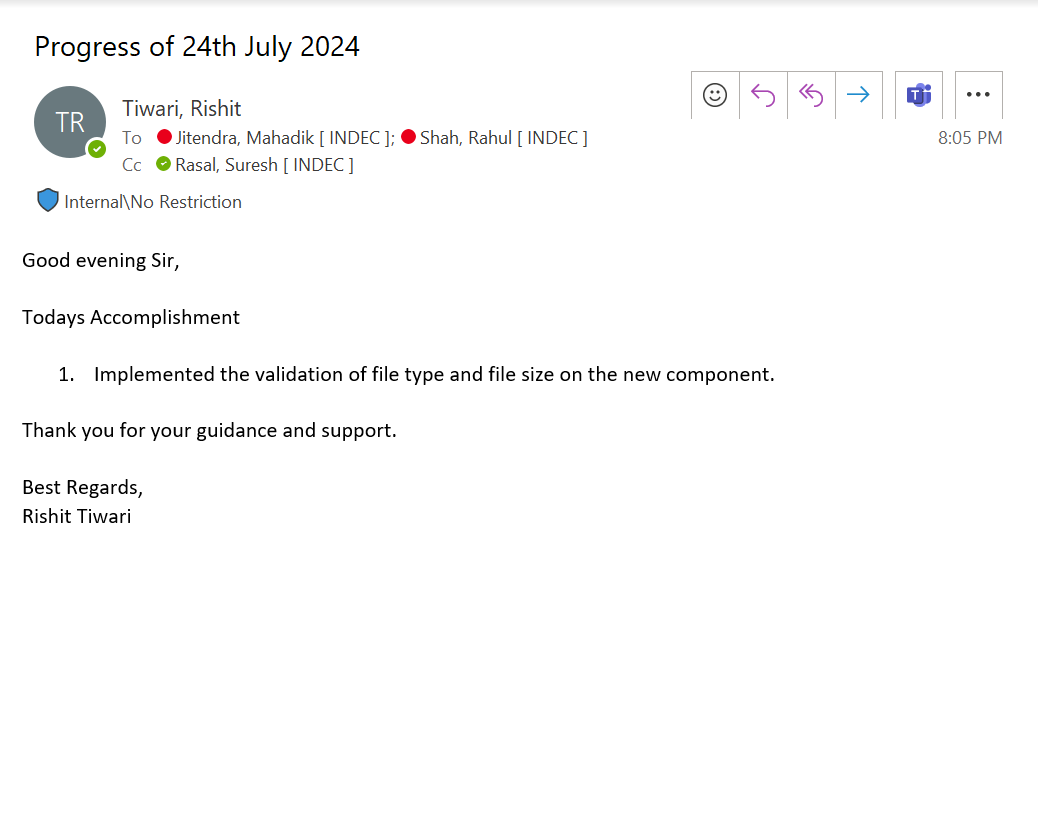 Progress of 24th July 2024
TR
Tiwari, Rishit
To Jitendra, Mahadik [ INDEC ]; Shah, Rahul [ INDEC ]
8:05 PM
Cc Rasal, Suresh [ INDEC ]
Internal\No Restriction
Good evening Sir,
Todays Accomplishment
1. Implemented the validation of file type and file size on the new component.
Thank you for your guidance and support.
Best Regards,
Rishit Tiwari